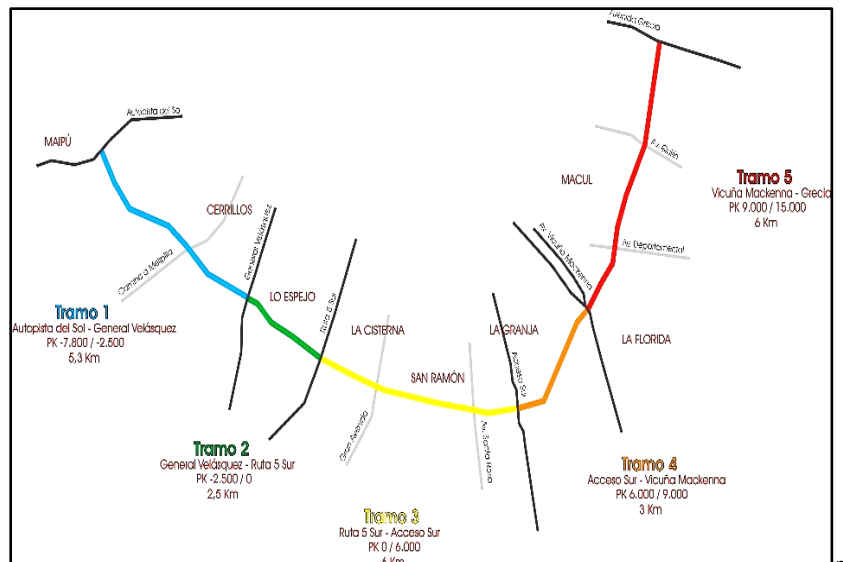 Avenida Grecia
Autopista del Sol
MAIPÚ
Av. Quilín
MACUL
Tramo 5
Vicuña Mackenna - Grecia
PK 9.000 / 15.000
6 Km
CERRILLOS
General Velásquez
Av. Vicuña Mackenna
Av. Departamental
Camino a Melipilla
LO ESPEJO
Ruta 5 Sur
Tramo 1
Autopista del Sol - General Velásquez
PK -7.800 / -2.500
5,3 Km
LA CISTERNA
LA GRANJA
LA FLORIDA
Acceso Sur
SAN RAMÓN
Gran Avenida
Av. Santa Rosa
Tramo 2
General Velásquez - Ruta 5 Sur
PK -2.500 / 0
2,5 Km
Tramo 4
Acceso Sur - Vicuña Mackenna
PK 6.000 / 9.000
3 Km
Tramo 3
Ruta 5 Sur - Acceso Sur
PK 0 / 6.000
6 Km